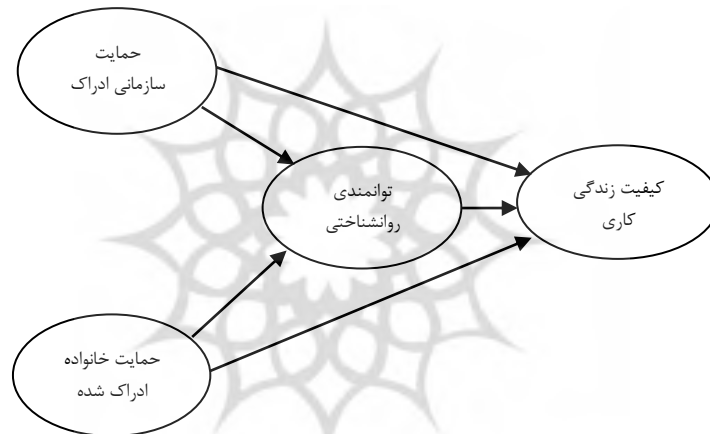 حمایت
سازمانی ادراک
توانمندی
روانشناختی
کیفیت زندگی
کاری
حمایت خانواده
ادراک شده